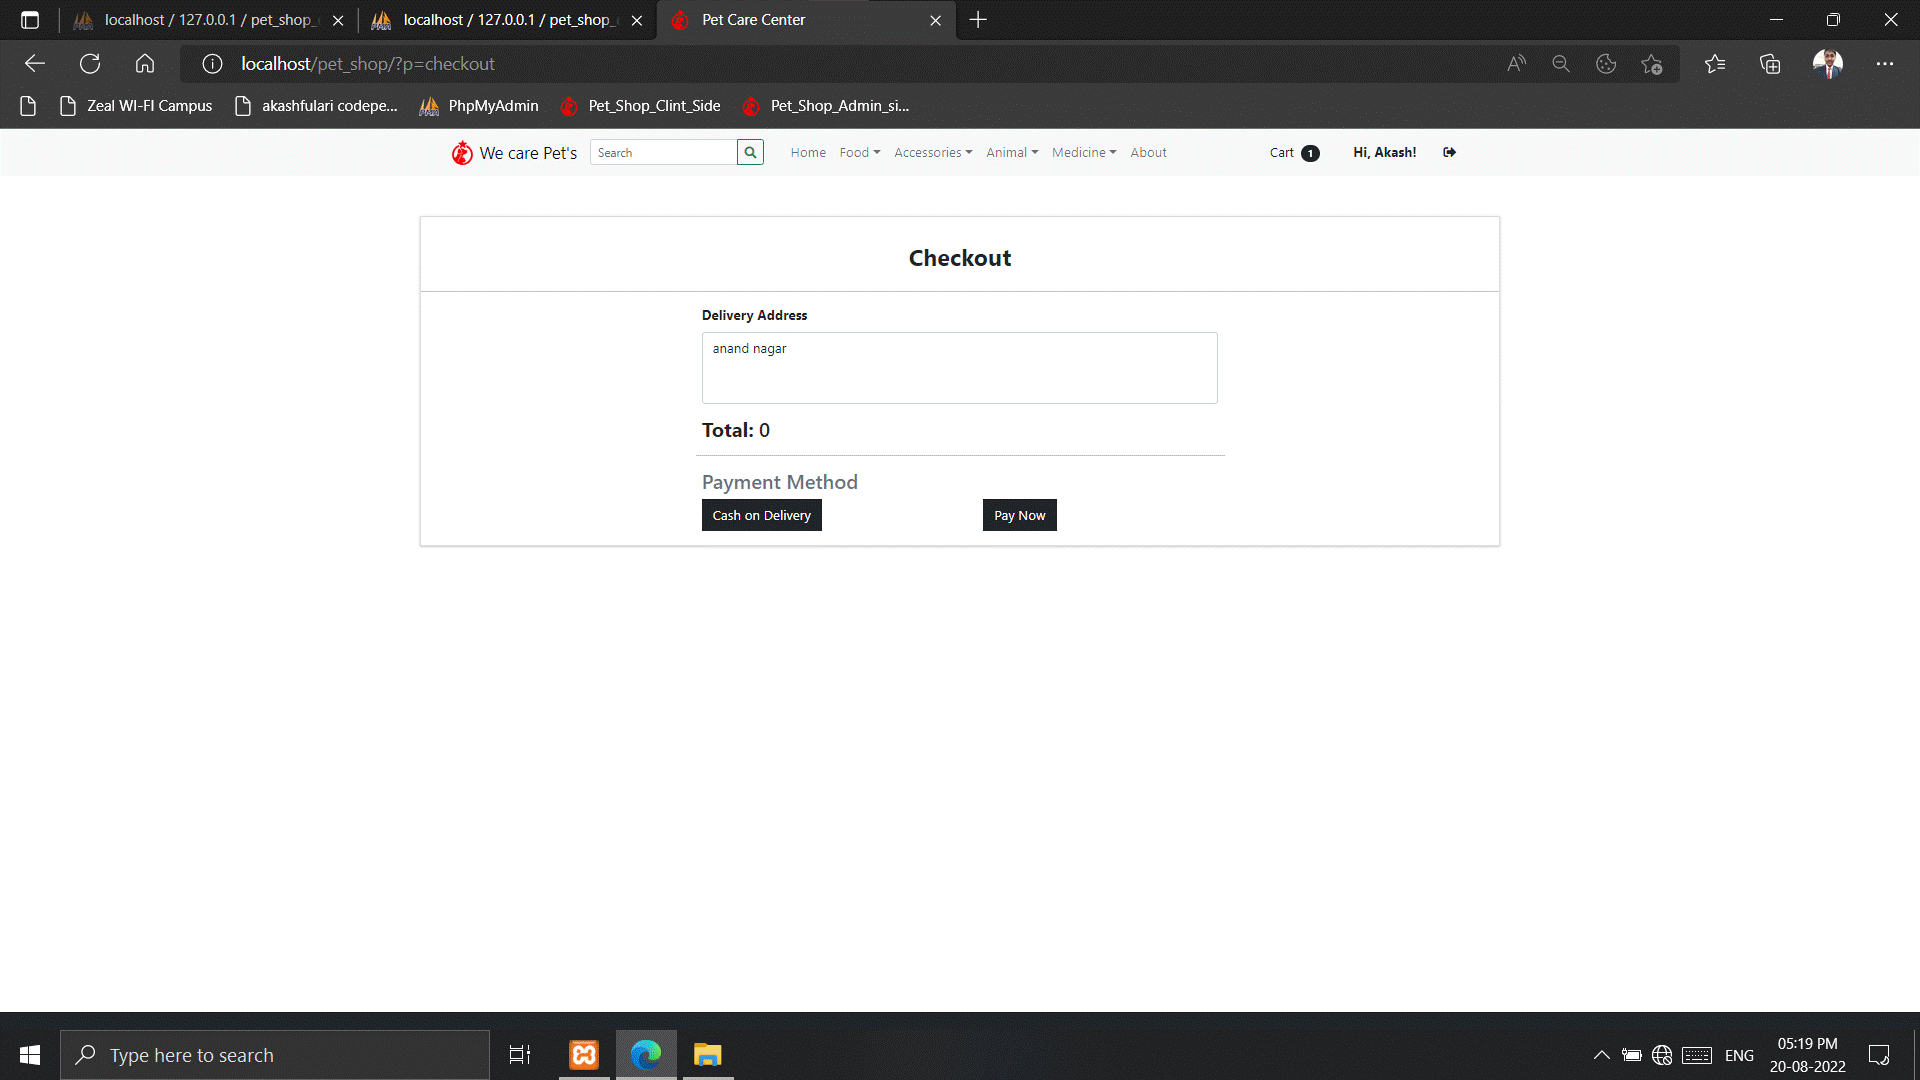 localhost / 127.0.0.1 / pet_shop_
localhost / 127.0.0.1 / pet_shop_
Pet Care Center
localhost/pet_shop/?p=checkout
Zeal WI-FI Campus
akashfulari codepe...
PhpMyAdmin
Pet_Shop_Clint_Side
Pet_Shop_Admin_si...
We care Pet's
Search
Home
Food
Accessories
Animal
Medicine
About
Cart 1
Hi, Akash!
Checkout
Delivery Address
anand nagar
Total: 0
Payment Method
Cash on Delivery
Pay Now
Type here to search
ENG
05:19 PM
20-08-2022